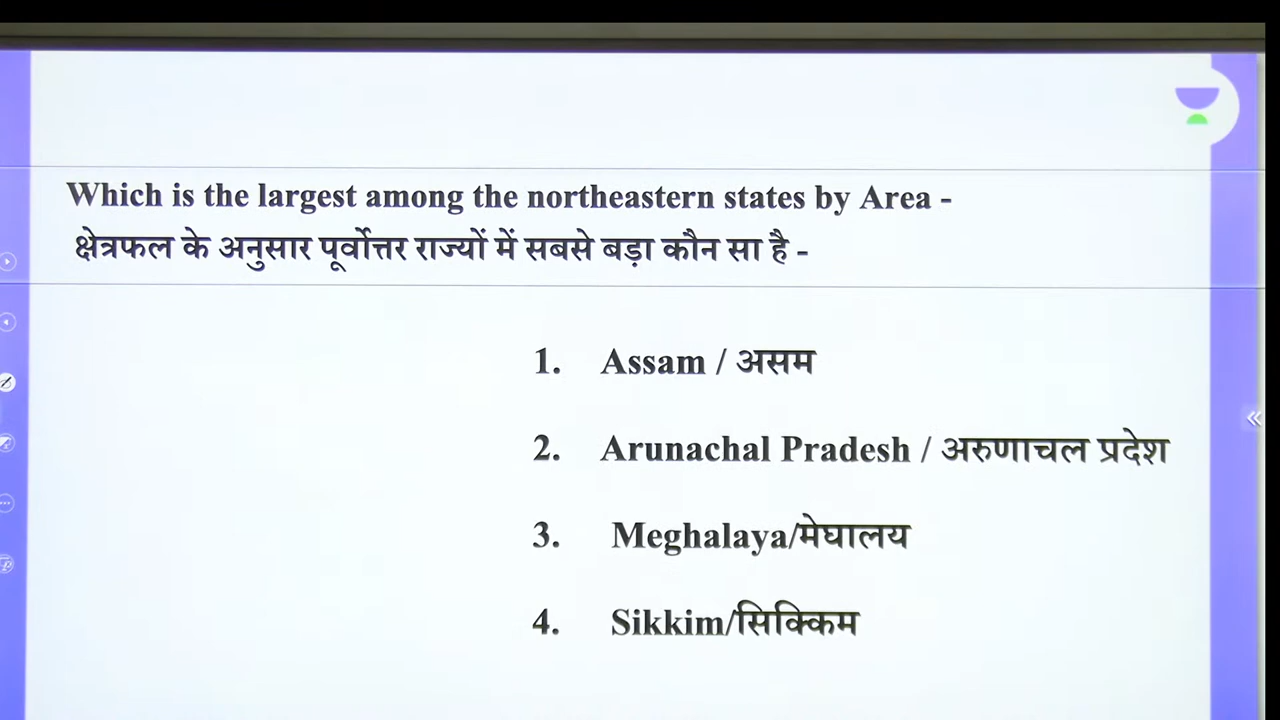 Which is the largest among the northeastern states by Area -
क्षेत्रफल के अनुसार पूर्वोत्तर राज्यों में सबसे बड़ा कौन सा है -
1. Assam / असम
2. Arunachal Pradesh / अरुणाचल प्रदेश
3. Meghalaya/मेघालय
4. Sikkim/सिक्किम